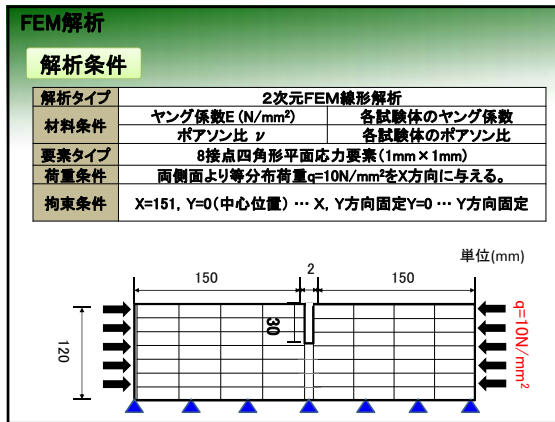 FEM解析
解析条件
解析タイプ 2次元FEM線形解析
材料条件 ヤング係数E (N/mm²) 各試験体のヤング係数
ポアソン比 ν 各試験体のポアソン比
要素タイプ 8接点四角形平面応力要素(1mm×1mm)
荷重条件 両側面より等分布荷重q=10N/mm²をX方向に与える。
拘束条件 X=151, Y=0(中心位置) … X, Y方向固定Y=0 … Y方向固定
単位(mm)
150 2 150
30
120
q=10N/mm²